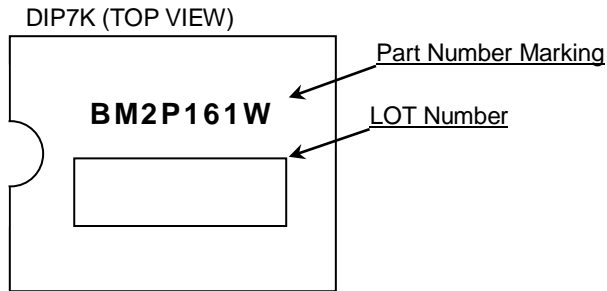 DIP7K (TOP VIEW)
Part Number Marking
BM2P161W
LOT Number